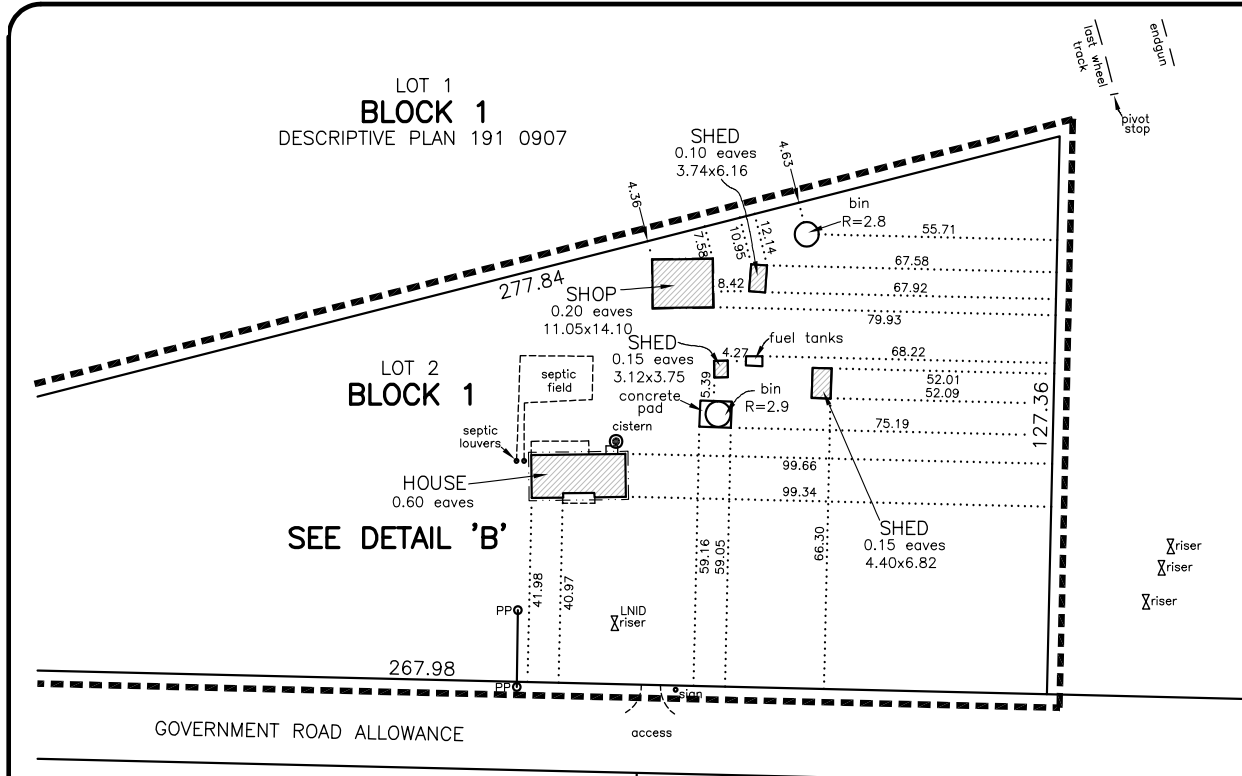 endgun
last wheel
track
pivot
stop
LOT 1
BLOCK 1
DESCRIPTIVE PLAN 191 0907
SHED
0.10 eaves
3.74x6.16
4.63
4.36
bin
R=2.8
55.71
7.58
10.95
12.14
67.58
277.84
8.42
67.92
SHOP
0.20 eaves
11.05x14.10
79.93
SHED
0.15 eaves
3.12x3.75
4.27
fuel tanks
68.22
LOT 2
BLOCK 1
septic
field
5.39
52.01
52.09
concrete
pad
bin
R=2.9
75.19
127.36
septic
louvers
cistern
99.66
HOUSE
0.60 eaves
99.34
SEE DETAIL 'B'
SHED
0.15 eaves
4.40x6.82
41.98
40.97
59.16
59.05
66.30
riser
riser
riser
PP
LNID
riser
267.98
PP
sign
GOVERNMENT ROAD ALLOWANCE
access